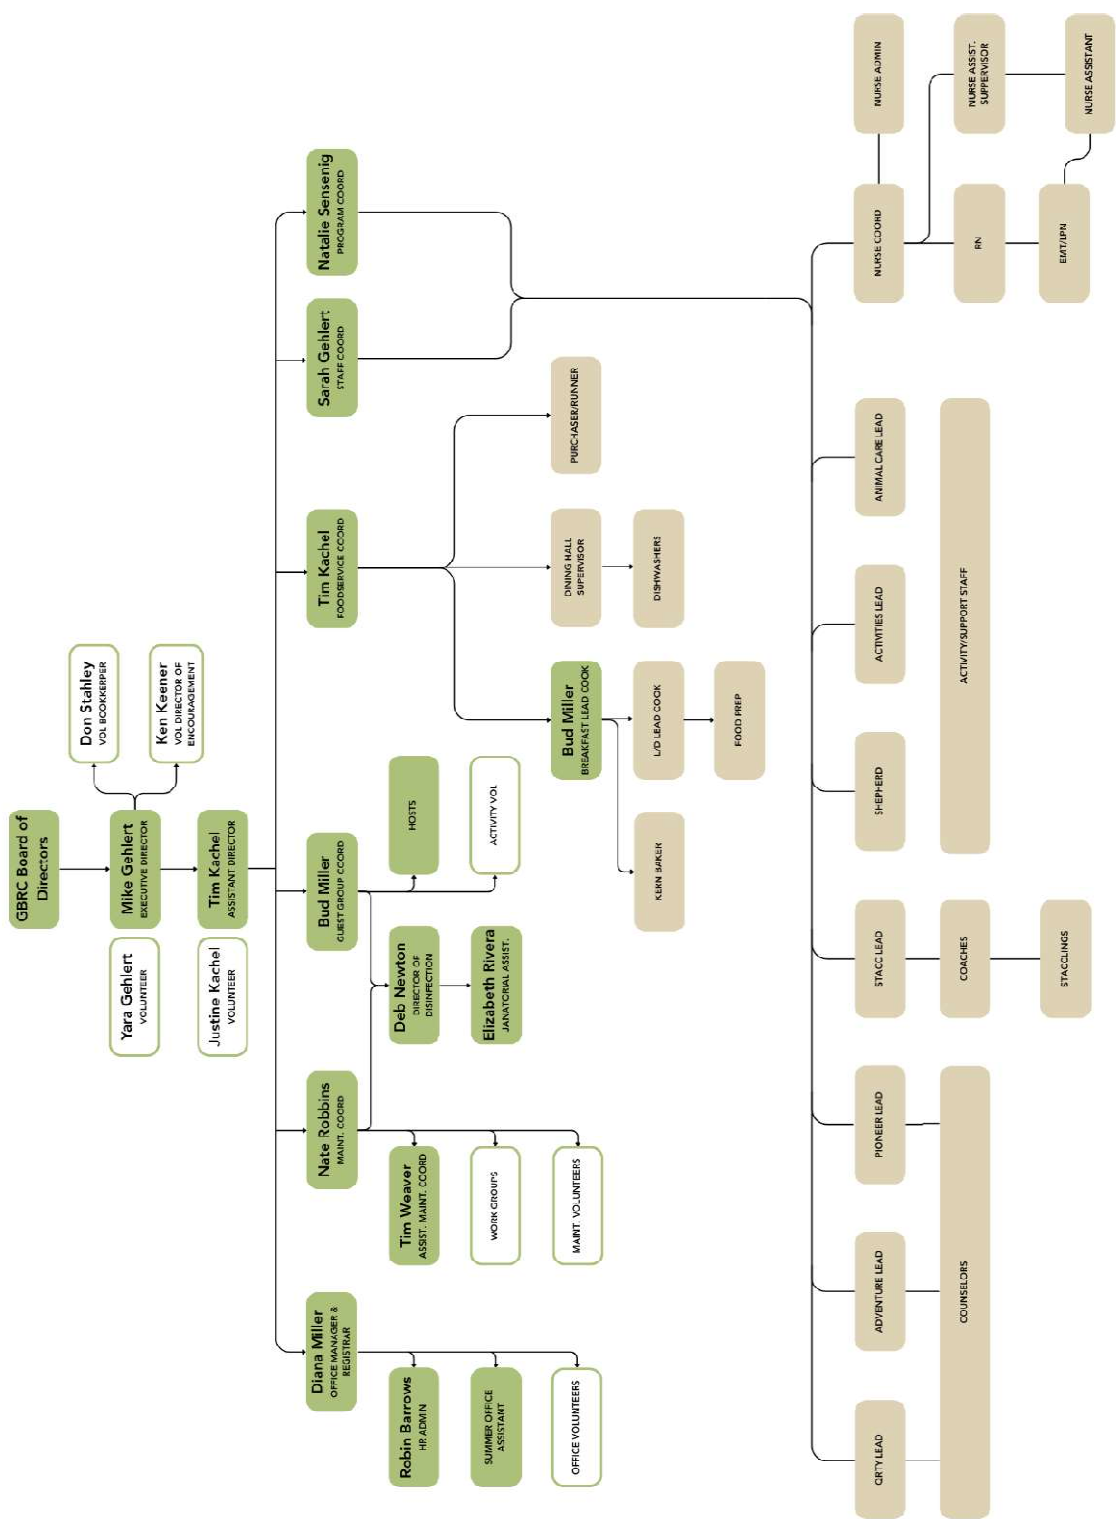 GBRC Board of
Directors
Yara Gehlert
VOLUNTEER
Mike Gehlert
EXECUTIVE DIRECTOR
Don Stahley
VOL BOOKKERPER
Ken Keener
VOL DIRECTOR OF
ENCOURAGEMENT
Justine Kachel
VOLUNTEER
Tim Kachel
ASSISTANT DIRECTOR
Diana Miller
OFFICE MANAGER &
REGISTRAR
Nate Robbins
MAINT. COORD
Bud Miller
GUEST GROUP COORD
Tim Kachel
FOODSERVICE COORD
Sarah Gehlert
STAFF COORD
Natalie Sensenig
PROGRAM COORD
Robin Barrows
HR ADMIN
SUMMER OFFICE
ASSISTANT
OFFICE VOLUNTEERS
Tim Weaver
ASSIST. MAINT. COORD
WORK GROUPS
MAINT. VOLUNTEERS
Deb Newton
DIRECTOR OF
DISINFECTION
Elizabeth Rivera
JANATORIAL ASSIST.
HOSTS
ACTIVITY VOL
Bud Miller
BREAKFAST LEAD COOK
DINING HALL
SUPERVISOR
PURCHASER/RUNNER
KERN BAKER
L/D LEAD COOK
DISHWASHERS
FOOD PREP
QRTY LEAD
ADVENTURE LEAD
PIONEER LEAD
STACC LEAD
SHEPHERD
ACTIVITIES LEAD
ANIMAL CARE LEAD
NURSE COORD
NURSE ADMIN
COUNSELORS
COACHES
ACTIVITY/SUPPORT STAFF
RN
NURSE ASSIST.
SUPPERVISOR
STACCLINGS
EMT/LPN
NURSE ASSISTANT